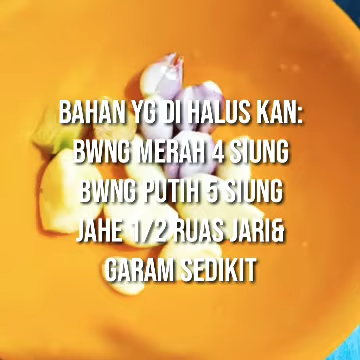 BAHAN YG DI HALUS KAN:
BWNG MERAH 4 SIUNG
BWNG PUTIH 5 SIUNG
JAHE 1/2 RUAS JARI&
GARAM SEDIKIT